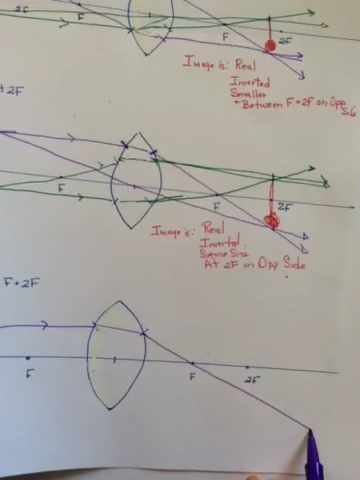 2F
F
F
2F
Image is: Real
Inverted
Smaller
Between F + 2F on Opp Side
at 2F
F
F
2F
Image is: Real
Inverted.
Same Size
At 2F on Opp Side
F + 2F
F
F
2F